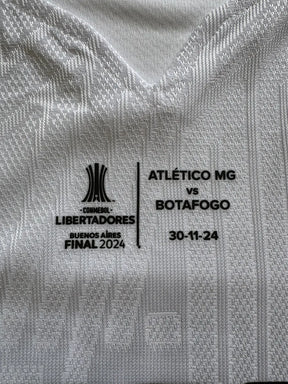 CONMEBOL
LIBERTADORES
BUENOS AIRES
FINAL 2024
ATLÉTICO MG
vs
BOTAFOGO
30-11-24